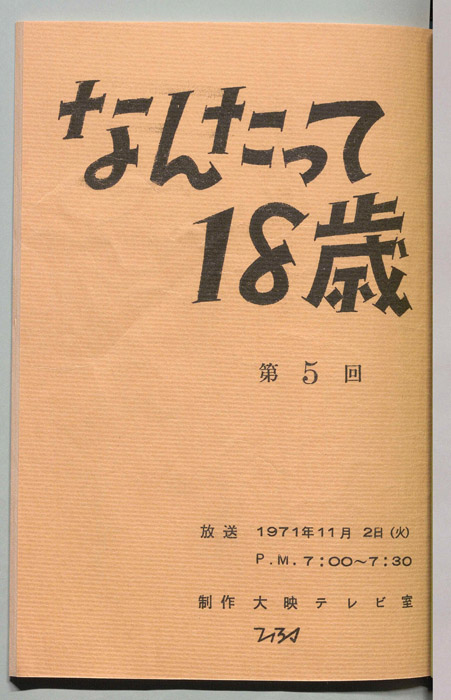 なんたって
18歳
第5回
放送 1971年11月 2日(火)
P.M.7:00〜7:30
制作 大映テレビ室
TBS